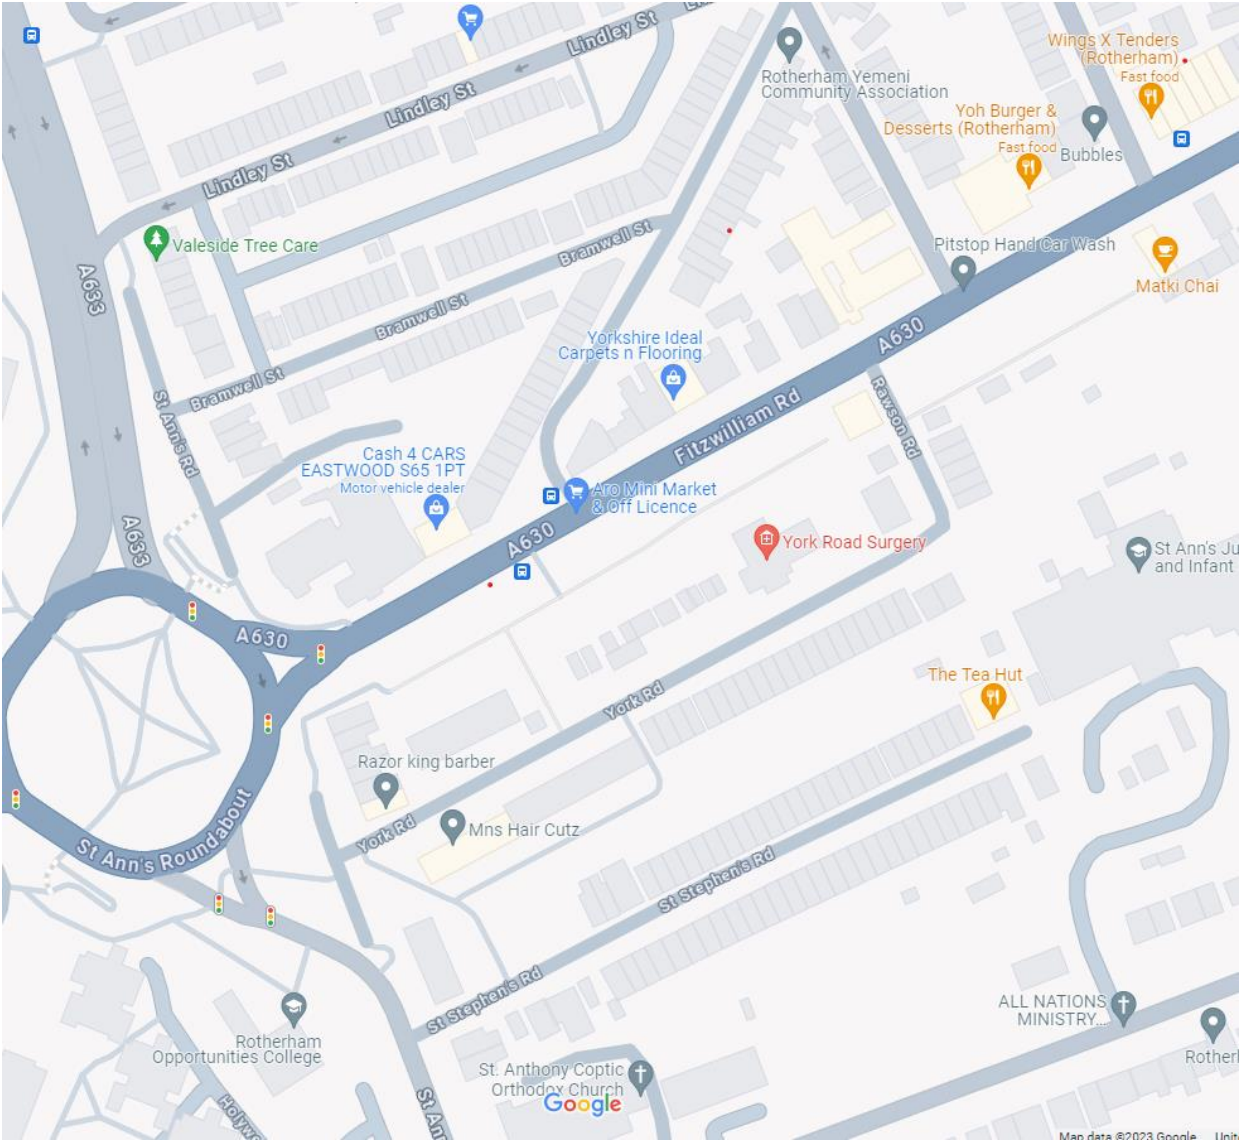 Lindley St
Wings X Tenders
(Rotherham)
Fast food
Rotherham Yemeni
Community Association
Lindley St
Yoh Burger &
Desserts (Rotherham)
Fast food
Bubbles
Lindley St
Valeside Tree Care
Bramwell St
Pitstop Hand Car Wash
A633
Matki Chai
Bramwell St
Yorkshire Ideal
Carpets n Flooring
A630
Bramwell St
St Ann's Rd
Rawson Rd
Fitzwilliam Rd
Cash 4 CARS
EASTWOOD S65 1PT
Motor vehicle dealer
Aro Mini Market
& Off Licence
A633
A630
York Road Surgery
St Ann's Ju
and Infant
A630
The Tea Hut
York Rd
Razor king barber
York Rd
Mns Hair Cutz
St Ann's Roundabout
St Stephen's Rd
St Stephen's Rd
ALL NATIONS
MINISTRY...
Rotherham
Opportunities College
Rotherl
St. Anthony Coptic
Orthodox Church
Google
St Ann
Holyw
Map data ©2023 Google
Unit